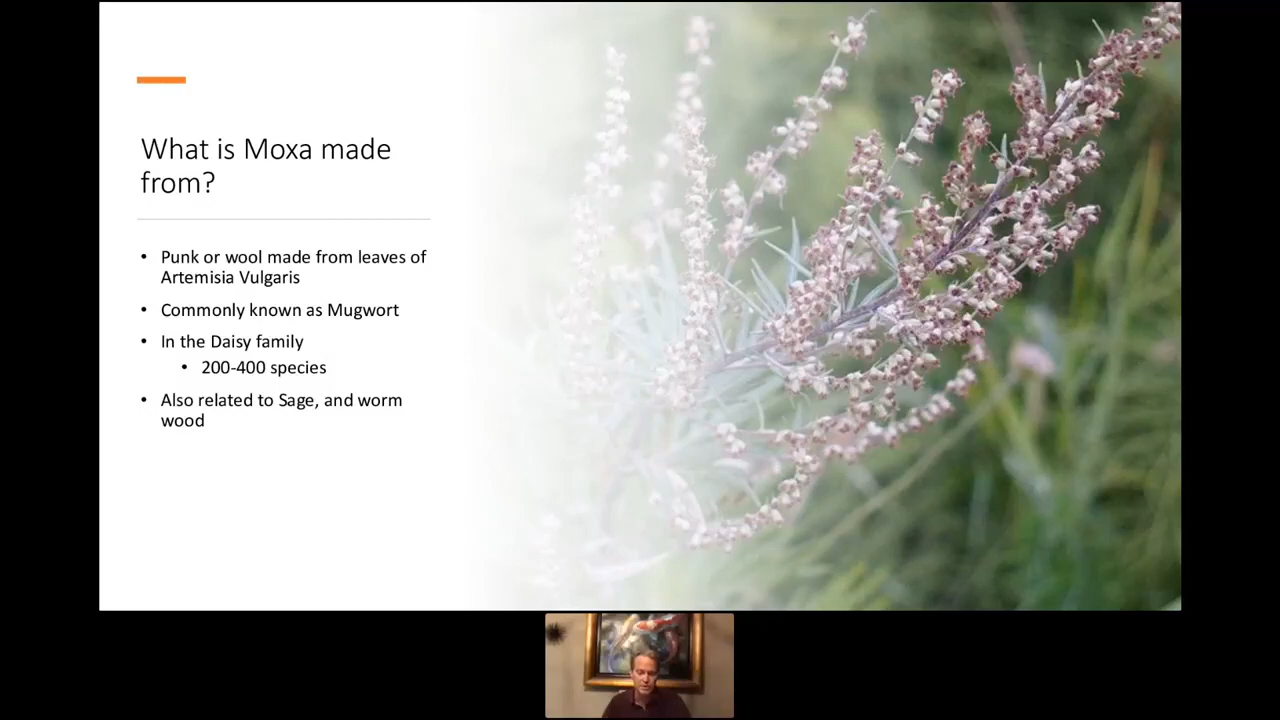 What is Moxa made
from?
• Punk or wool made from leaves of
Artemisia Vulgaris
• Commonly known as Mugwort
• In the Daisy family
• 200-400 species
• Also related to Sage, and worm
wood